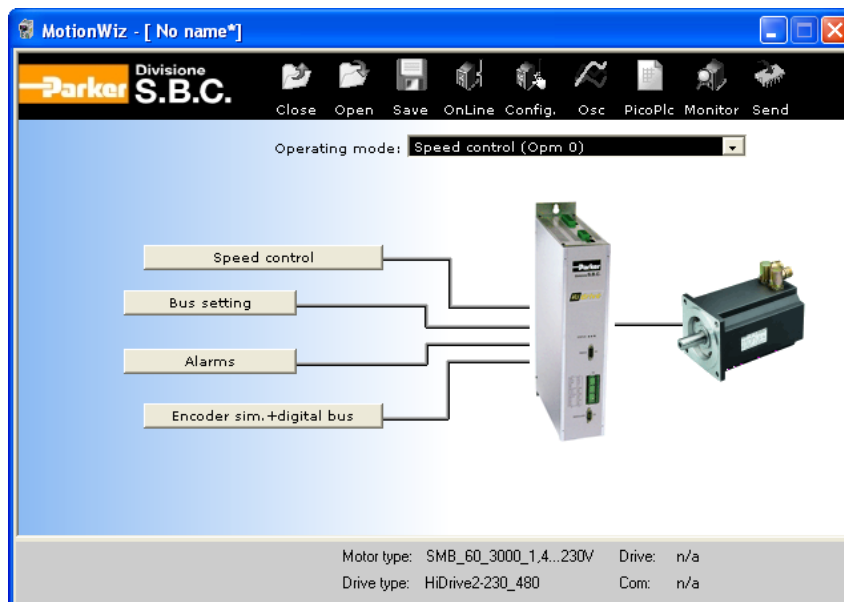 MotionWiz - [ No name*]
Parker Divisione S.B.C.
Close Open Save OnLine Config. Osc PicoPlc Monitor Send
Operating mode: Speed control (Opm 0)
Speed control
Bus setting
Alarms
Encoder sim.+digital bus
Parker
S.B.C.
Motor type: SMB_60_3000_1,4...230V Drive: n/a
Drive type: HiDrive2-230_480 Com: n/a